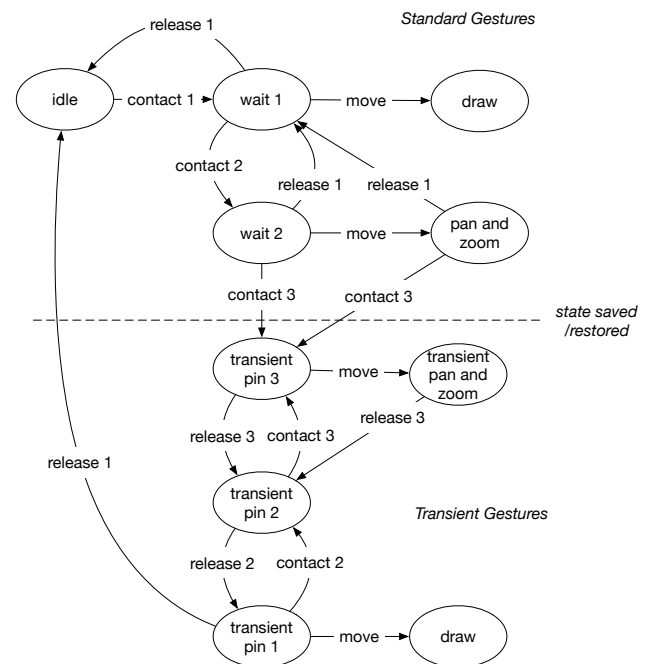 Standard Gestures
release 1
idle
contact 1
wait 1
move
draw
contact 2
release 1
release 1
wait 2
move
pan and
zoom
contact 3
contact 3
state saved
/restored
transient
pin 3
move
transient
pan and
zoom
release 3
contact 3
release 3
release 1
transient
pin 2
Transient Gestures
release 2
contact 2
transient
pin 1
move
draw